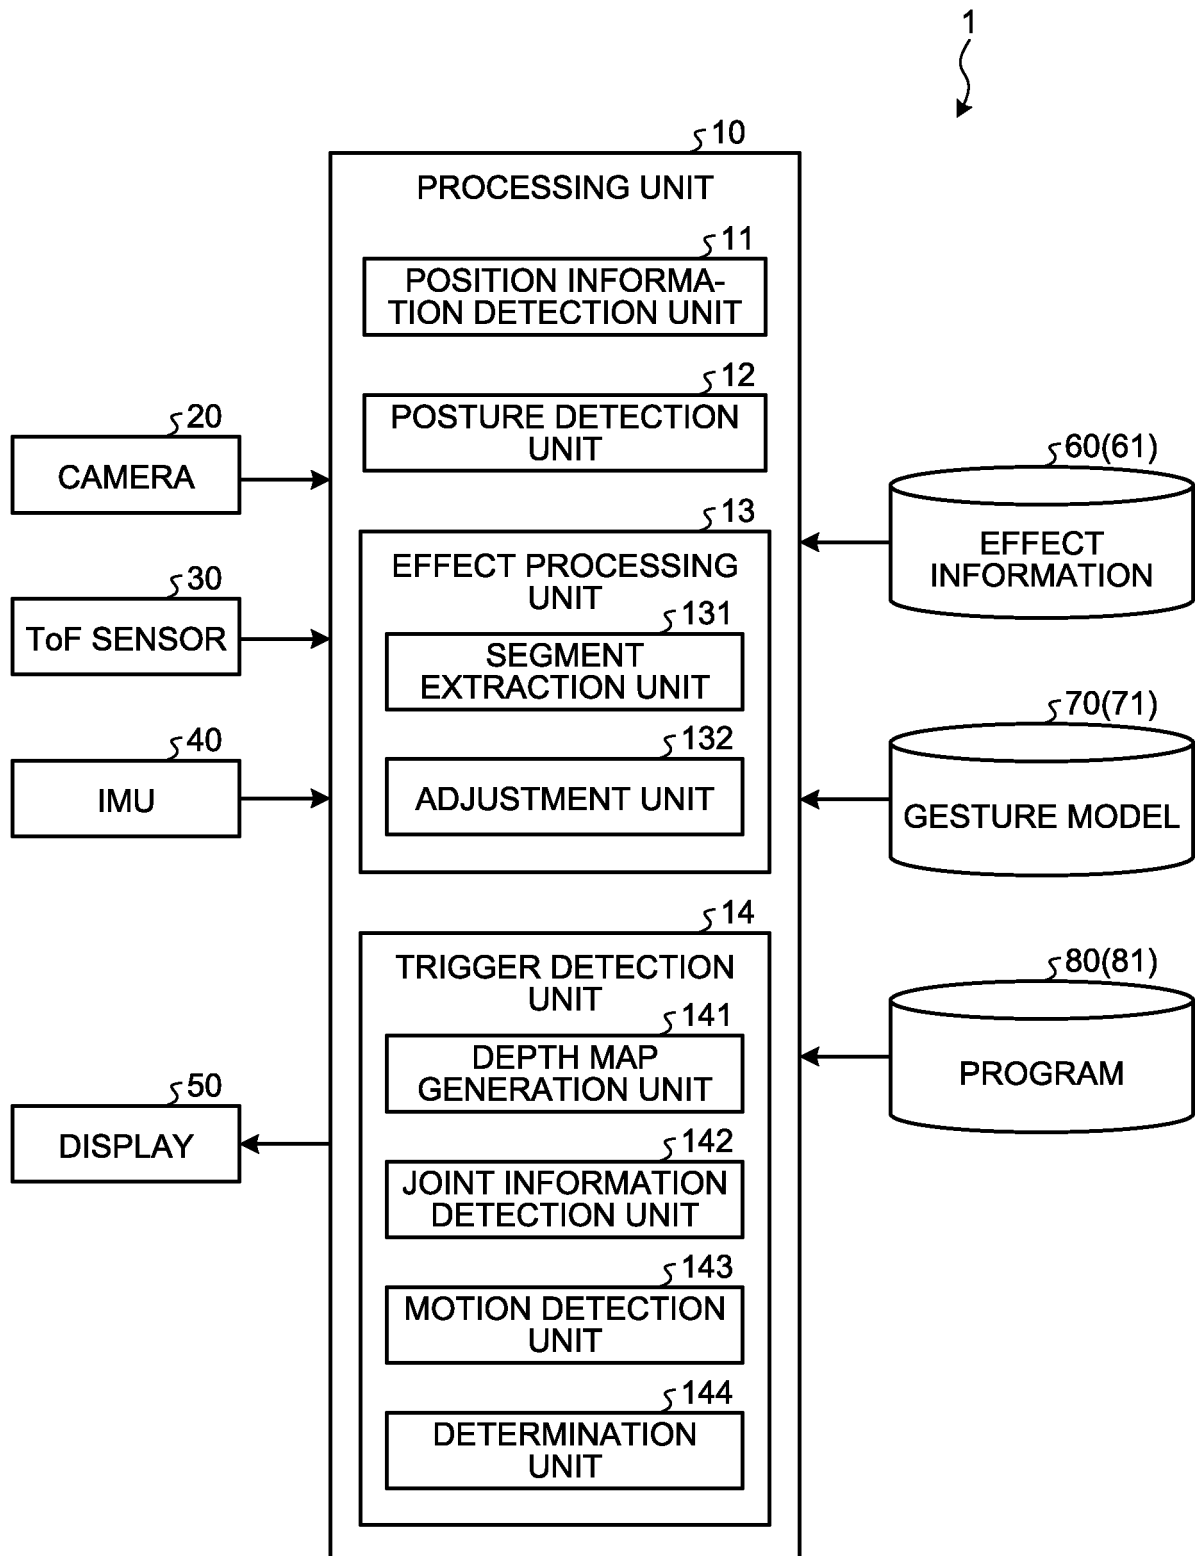 1
10
PROCESSING UNIT
11
POSITION INFORMA-
TION DETECTION UNIT
12
POSTURE DETECTION
UNIT
20
CAMERA
13
EFFECT PROCESSING
UNIT
60(61)
EFFECT
INFORMATION
30
ToF SENSOR
131
SEGMENT
EXTRACTION UNIT
40
IMU
132
ADJUSTMENT UNIT
70(71)
GESTURE MODEL
14
TRIGGER DETECTION
UNIT
80(81)
PROGRAM
141
DEPTH MAP
GENERATION UNIT
50
DISPLAY
142
JOINT INFORMATION
DETECTION UNIT
143
MOTION DETECTION
UNIT
144
DETERMINATION
UNIT